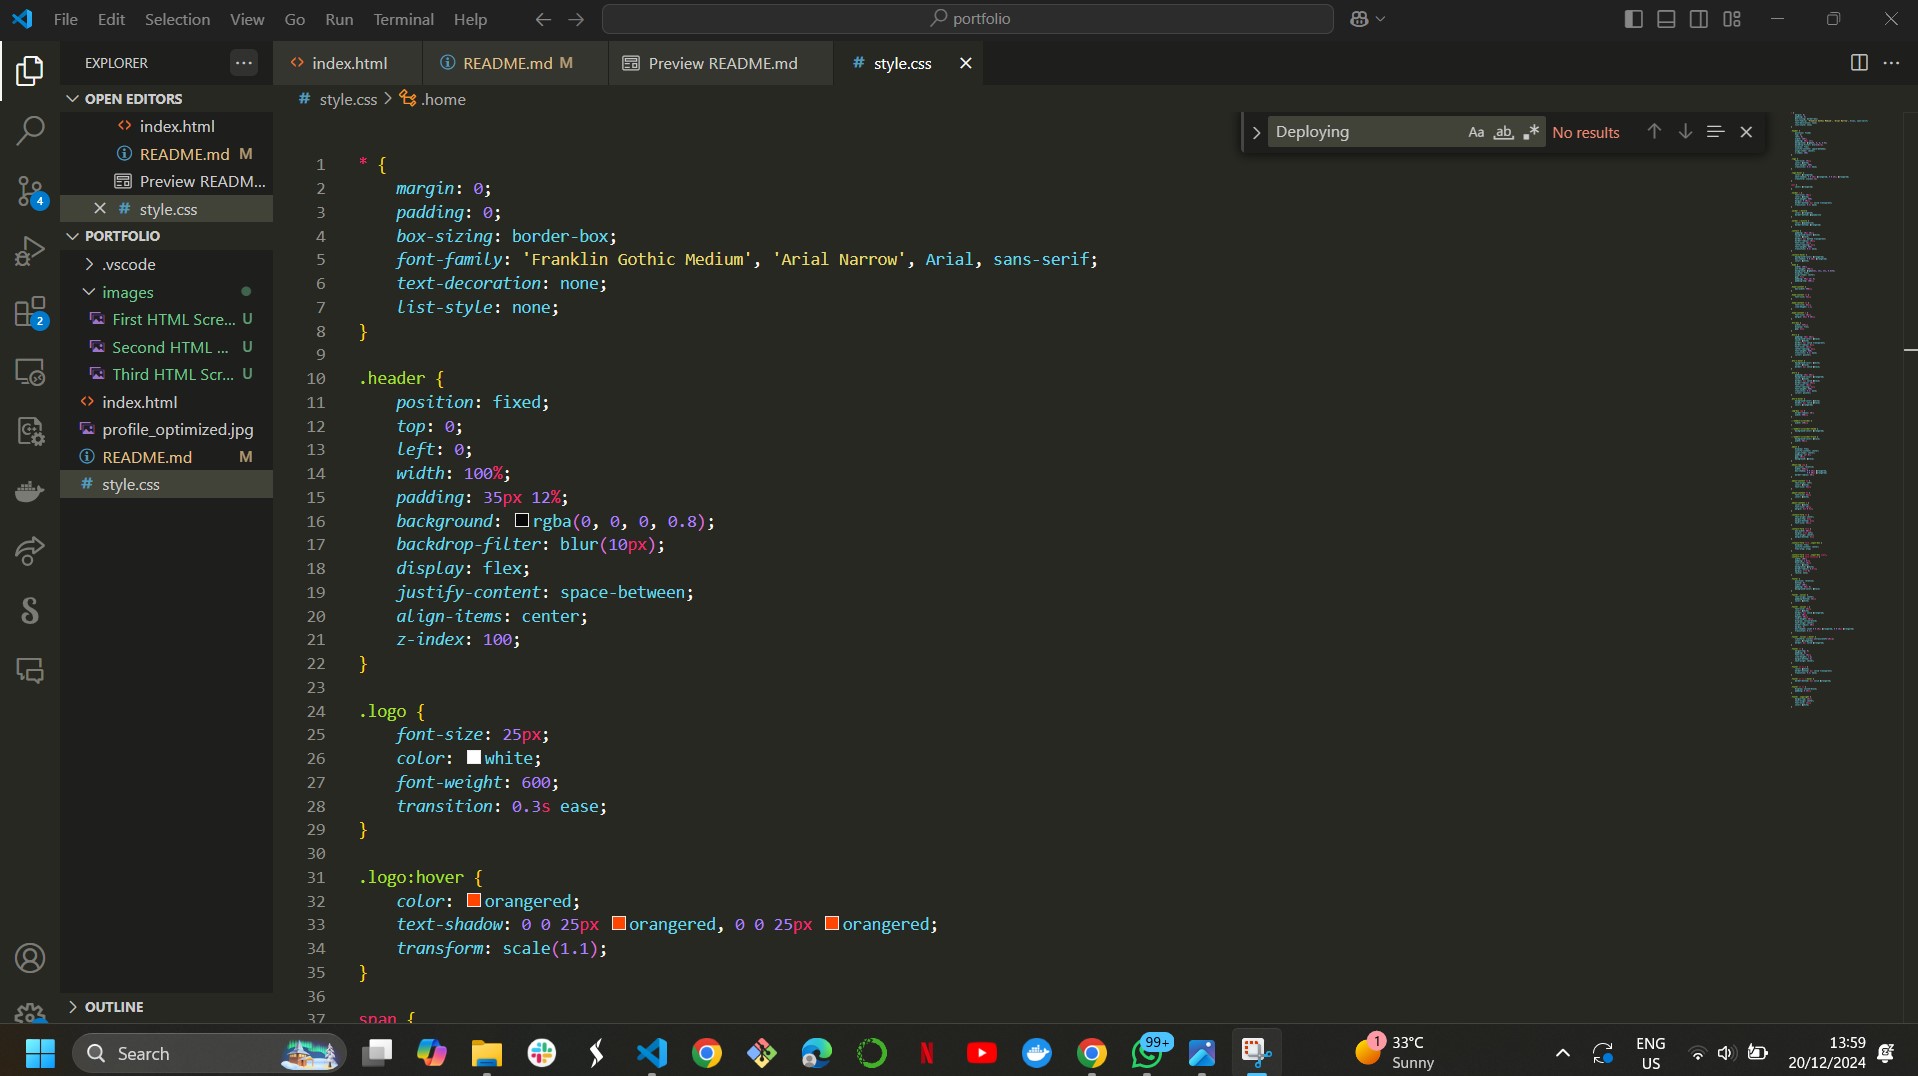 File Edit Selection View Go Run Terminal Help
portfolio
EXPLORER
index.html
README.md M
Preview README.md
style.css
OPEN EDITORS
index.html
README.md M
Preview READM...
style.css
PORTFOLIO
.vscode
images
First HTML Scre... U
Second HTML ... U
Third HTML Scr... U
index.html
profile_optimized.jpg
README.md M
style.css
OUTLINE
4
2
style.css > .home
Deploying
Aa ab .* No results
1 * {
2 margin: 0;
3 padding: 0;
4 box-sizing: border-box;
5 font-family: 'Franklin Gothic Medium', 'Arial Narrow', Arial, sans-serif;
6 text-decoration: none;
7 list-style: none;
8 }
9
10 .header {
11 position: fixed;
12 top: 0;
13 left: 0;
14 width: 100%;
15 padding: 35px 12%;
16 background: rgba(0, 0, 0, 0.8);
17 backdrop-filter: blur(10px);
18 display: flex;
19 justify-content: space-between;
20 align-items: center;
21 z-index: 100;
22 }
23
24 .logo {
25 font-size: 25px;
26 color: white;
27 font-weight: 600;
28 transition: 0.3s ease;
29 }
30
31 .logo:hover {
32 color: orangered;
33 text-shadow: 0 0 25px orangered, 0 0 25px orangered;
34 transform: scale(1.1);
35 }
36
37 span {
Search
99+
1
33°C
Sunny
ENG
US
13:59
20/12/2024